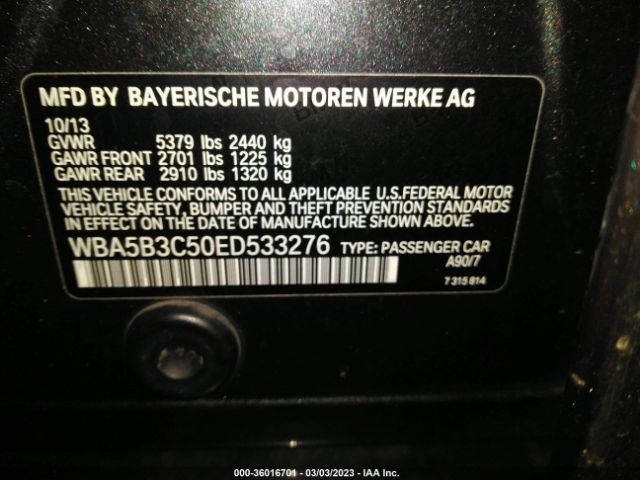 MFD BY BAYERISCHE MOTOREN WERKE AG
10/13
GVWR 5379 lbs 2440 kg
GAWR FRONT 2701 lbs 1225 kg
GAWR REAR 2910 lbs 1320 kg
THIS VEHICLE CONFORMS TO ALL APPLICABLE U.S.FEDERAL MOTOR
VEHICLE SAFETY, BUMPER AND THEFT PREVENTION STANDARDS
IN EFFECT ON THE DATE OF MANUFACTURE SHOWN ABOVE.
WBA5B3C50ED533276 TYPE: PASSENGER CAR
A90/7
7 315 814
000-36016701 - 03/03/2023 - IAA Inc.